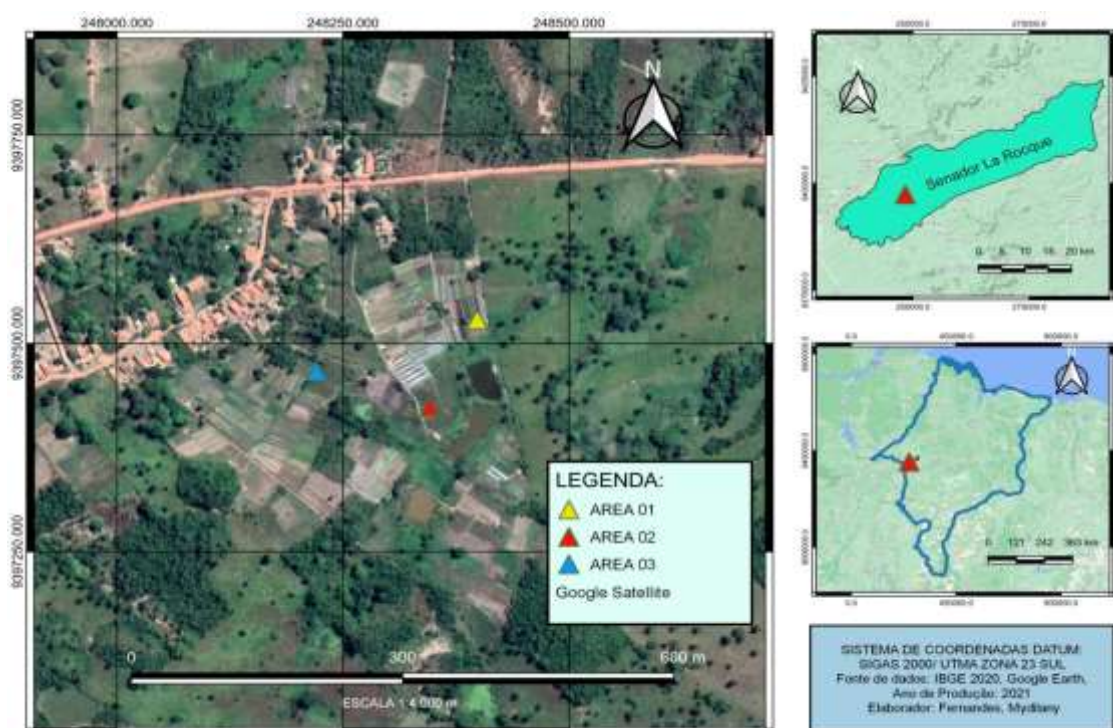 248000.000 248250.000 248500.000
9397750.000
9397500.000
9397250.000
N
LEGENDA:
AREA 01
AREA 02
AREA 03
Google Satellite
0 300 600 m
ESCALA 1:4.000 m
N
Senador La Rocque
0 5 10 15 20 km
0 121 242 363 km
SISTEMA DE COORDENADAS DATUM:
SIGAS 2000/ UTMA ZONA 23 SUL
Fonte de dados: IBGE 2020, Google Earth,
Ano de Produção: 2021
Elaborador: Fernandes, Mydilany